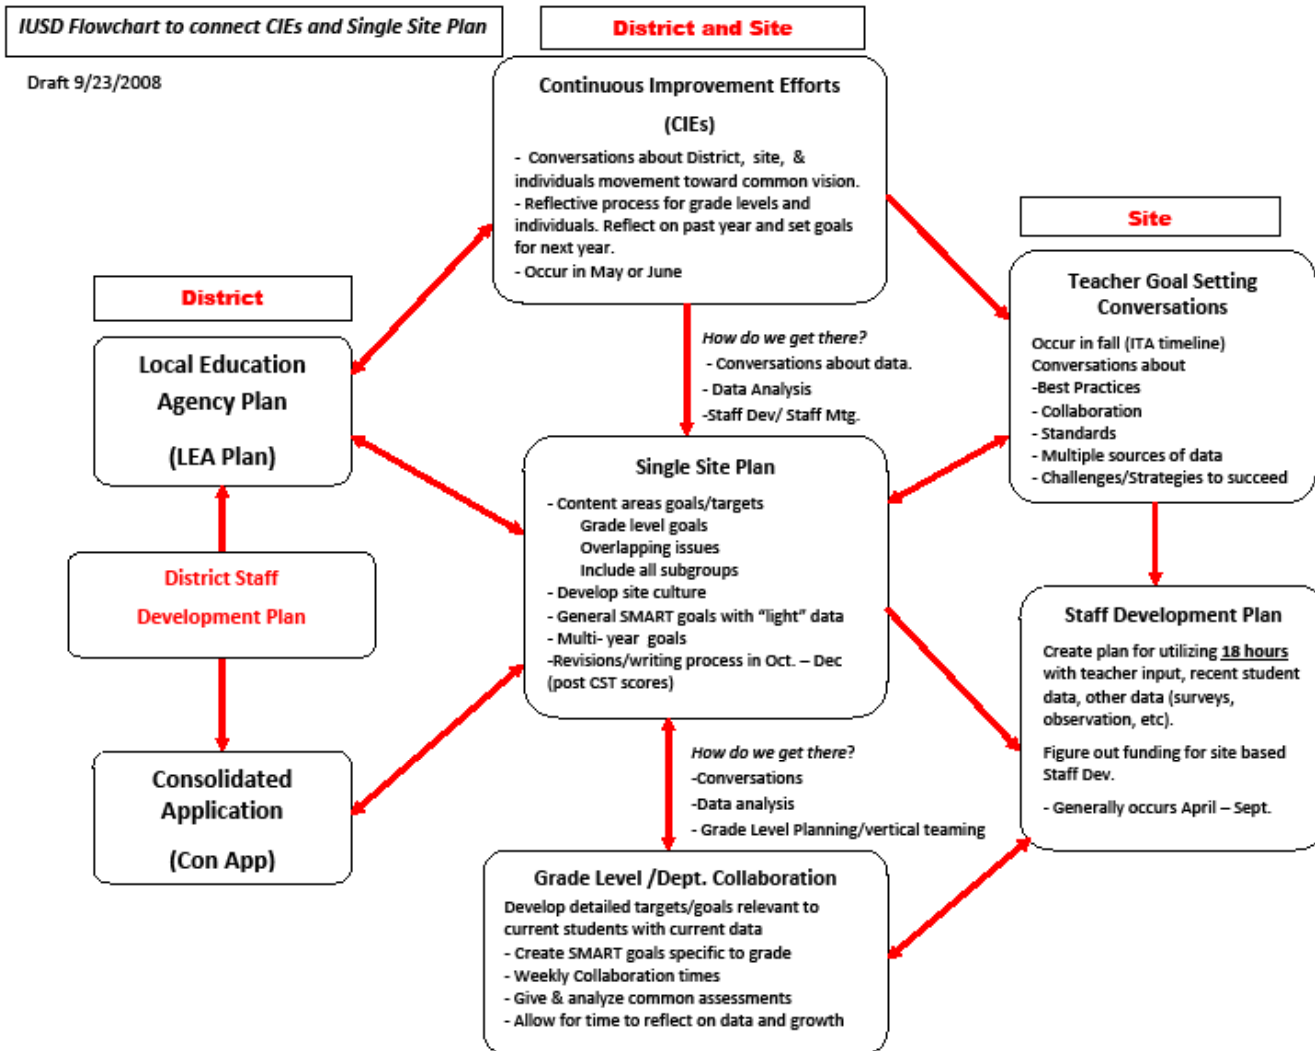 IUSD Flowchart to connect CIEs and Single Site Plan
Draft 9/23/2008
District and Site
Continuous Improvement Efforts
(CIEs)
- Conversations about District, site, &
individuals movement toward common vision.
- Reflective process for grade levels and
individuals. Reflect on past year and set goals
for next year.
- Occur in May or June
Site
Teacher Goal Setting
Conversations
Occur in fall (ITA timeline)
Conversations about
-Best Practices
- Collaboration
- Standards
- Multiple sources of data
- Challenges/Strategies to succeed
District
Local Education
Agency Plan
(LEA Plan)
How do we get there?
- Conversations about data.
- Data Analysis
-Staff Dev/ Staff Mtg.
Single Site Plan
- Content areas goals/targets
Grade level goals
Overlapping issues
Include all subgroups
- Develop site culture
- General SMART goals with “light” data
- Multi- year goals
-Revisions/writing process in Oct. – Dec
(post CST scores)
District Staff
Development Plan
Staff Development Plan
Create plan for utilizing 18 hours
with teacher input, recent student
data, other data (surveys,
observation, etc).
Figure out funding for site based
Staff Dev.
- Generally occurs April – Sept.
Consolidated
Application
(Con App)
How do we get there?
-Conversations
-Data analysis
- Grade Level Planning/vertical teaming
Grade Level /Dept. Collaboration
Develop detailed targets/goals relevant to
current students with current data
- Create SMART goals specific to grade
- Weekly Collaboration times
- Give & analyze common assessments
- Allow for time to reflect on data and growth